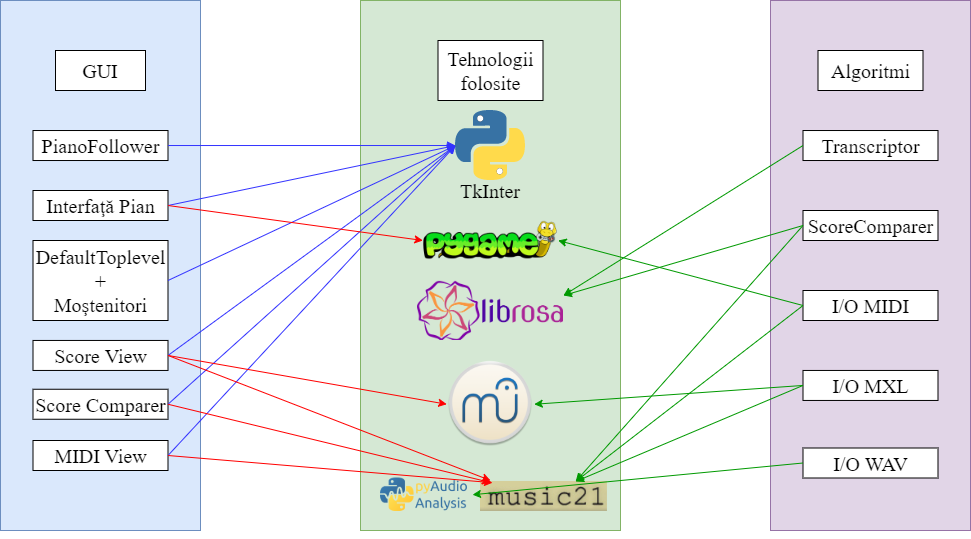 GUI
PianoFollower
Interfață Pian
DefaultToplevel
+
Moștenitori
Score View
Score Comparer
MIDI View
Tehnologii
folosite
TkInter
pygame
librosa
mu
pyAudio
Analysis
music21
Algoritmi
Transcriptor
ScoreComparer
I/O MIDI
I/O MXL
I/O WAV